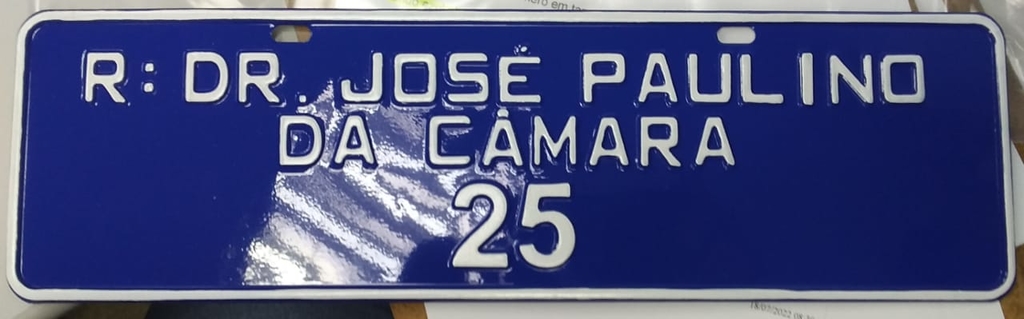 R: DR. JOSÉ PAULINO
DA CÂMARA
25